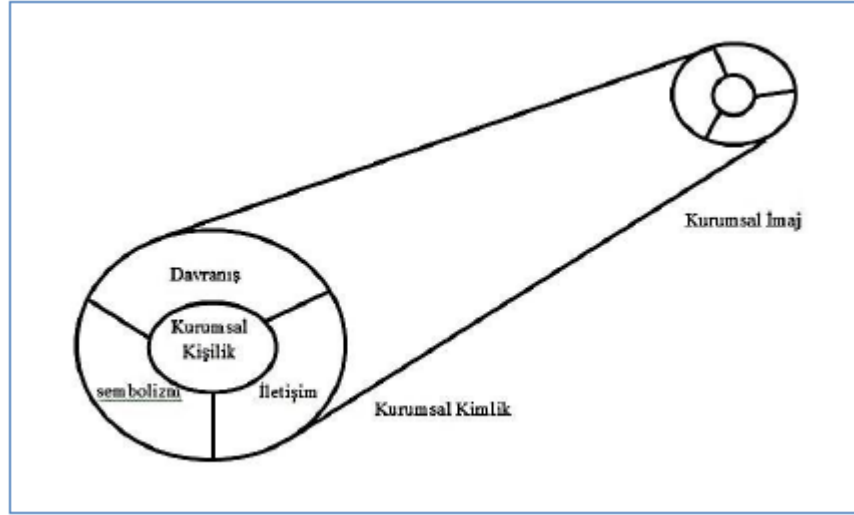 Kurumsal İmaj
Davranış
Kurumsal
Kişilik
sembolizm
İletişim
Kurumsal Kimlik